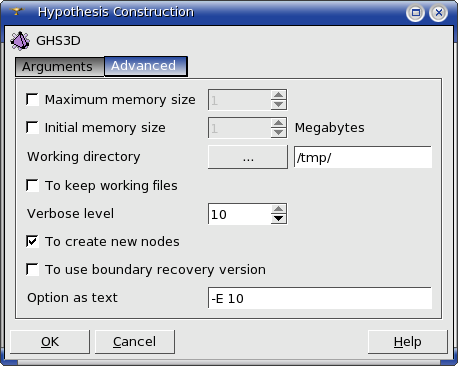 Hypothesis Construction
GHS3D
Arguments Advanced
Maximum memory size 1
Initial memory size 1 Megabytes
Working directory ... /tmp/
To keep working files
Verbose level 10
To create new nodes
To use boundary recovery version
Option as text -E 10
OK Cancel Help